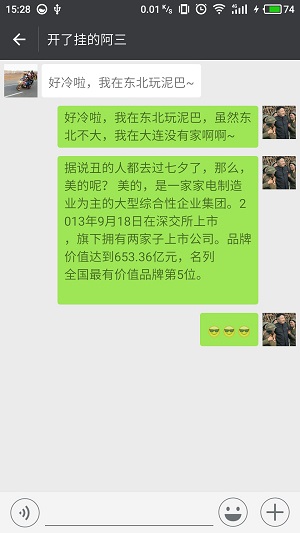 15:28
0.01 K/s
4G
74
开了挂的阿三
好冷啦，我在东北玩泥巴~
好冷啦，我在东北玩泥巴，虽然东
北不大，我在大连没有家啊啊~
据说丑的人都去过七夕了，那么，
美的呢？ 美的，是一家家电制造
业为主的大型综合性企业集团。2
013年9月18日在深交所上市
，旗下拥有两家子上市公司。品牌
价值达到653.36亿元，名列
全国最有价值品牌第5位。